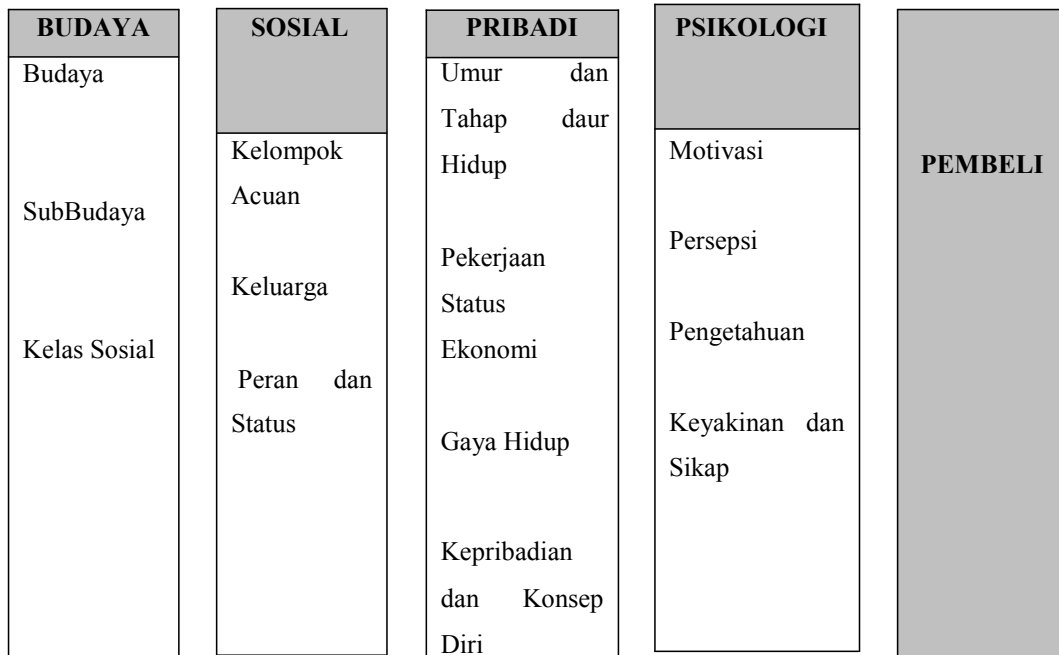 BUDAYA
Budaya
SubBudaya
Kelas Sosial
SOSIAL
Kelompok
Acuan
Keluarga
Peran dan
Status
PRIBADI
Umur dan
Tahap daur
Hidup
Pekerjaan
Status
Ekonomi
Gaya Hidup
Kepribadian
dan Konsep
Diri
PSIKOLOGI
Motivasi
Persepsi
Pengetahuan
Keyakinan dan
Sikap
PEMBELI